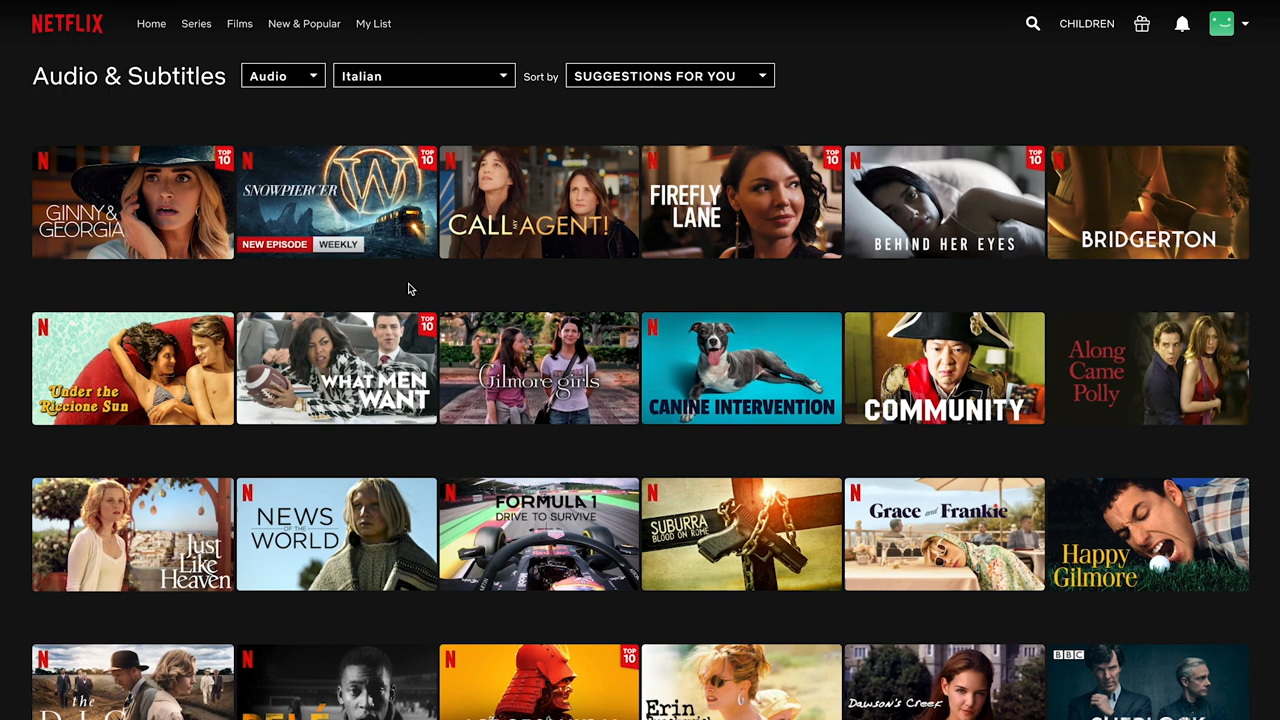 NETFLIX
Home
Series
Films
New & Popular
My List
CHILDREN
Audio & Subtitles
Audio
Italian
Sort by
SUGGESTIONS FOR YOU
N
GINNY &
GEORGIA
TOP
10
N
SNOWPIERCER
W
NEW EPISODE
WEEKLY
TOP
10
N
CALL MY AGENT!
N
FIREFLY
LANE
TOP
10
N
BEHIND HER EYES
TOP
10
N
BRIDGERTON
N
Under the
Riccione Sun
WHAT MEN
WANT
TOP
10
Gilmore girls
N
CANINE INTERVENTION
COMMUNITY
Along
Came
Polly
Just
Like
Heaven
N
NEWS
OF THE
WORLD
N
FORMULA 1
DRIVE TO SURVIVE
N
SUBURRA
BLOOD ON ROME
N
Grace and Frankie
Happy
Gilmore
N
the
N
PELÉ
N
TOP
10
Erin
Dawson's Creek
BBC
SHERLOCK